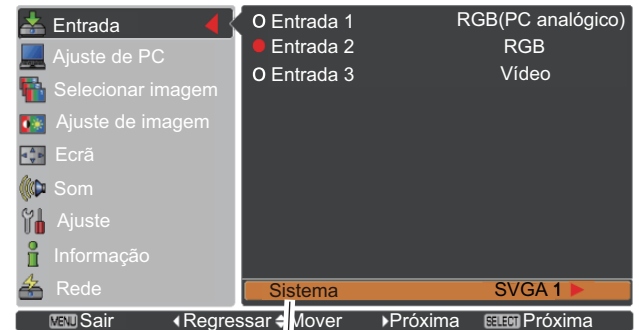 Entrada
Ajuste de PC
Selecionar imagem
Ajuste de imagem
Ecrã
Som
Ajuste
Informação
Rede
O Entrada 1 RGB(PC analógico)
Entrada 2 RGB
O Entrada 3 Vídeo
Sistema SVGA 1
MENU Sair Regressar Mover Próxima SELECT Próxima